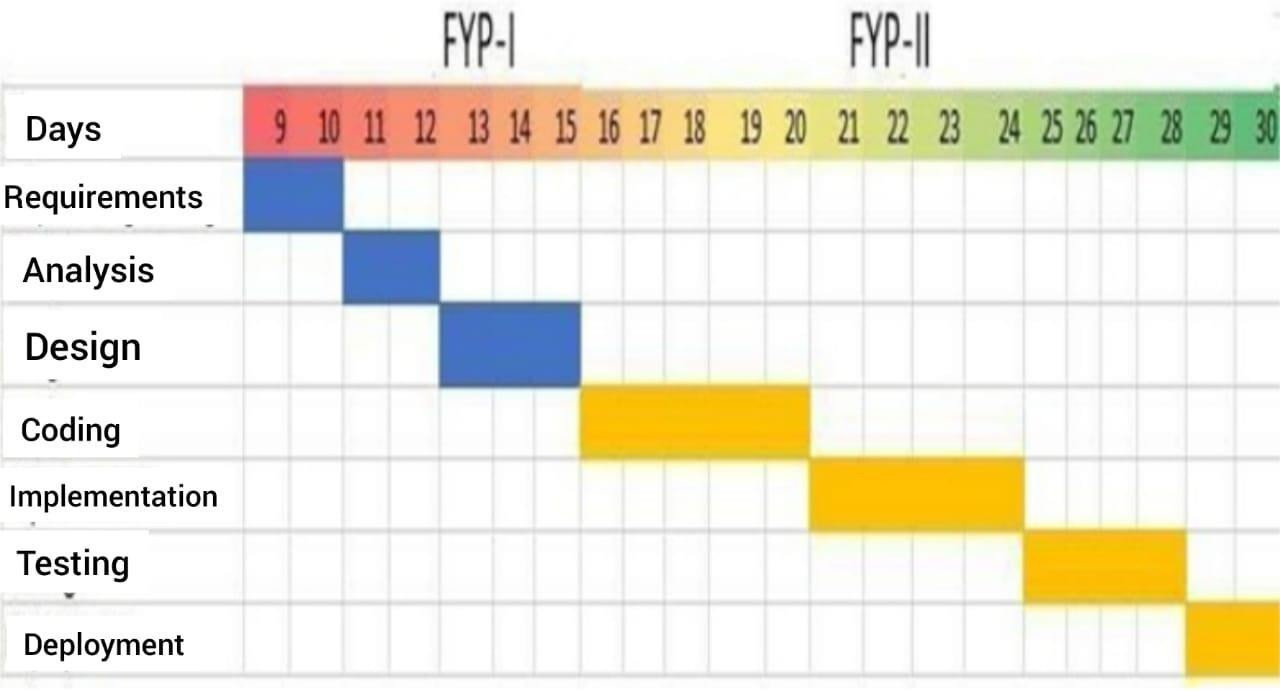 FYP-I FYP-II
Days 9 10 11 12 13 14 15 16 17 18 19 20 21 22 23 24 25 26 27 28 29 30
Requirements
Analysis
Design
Coding
Implementation
Testing
Deployment